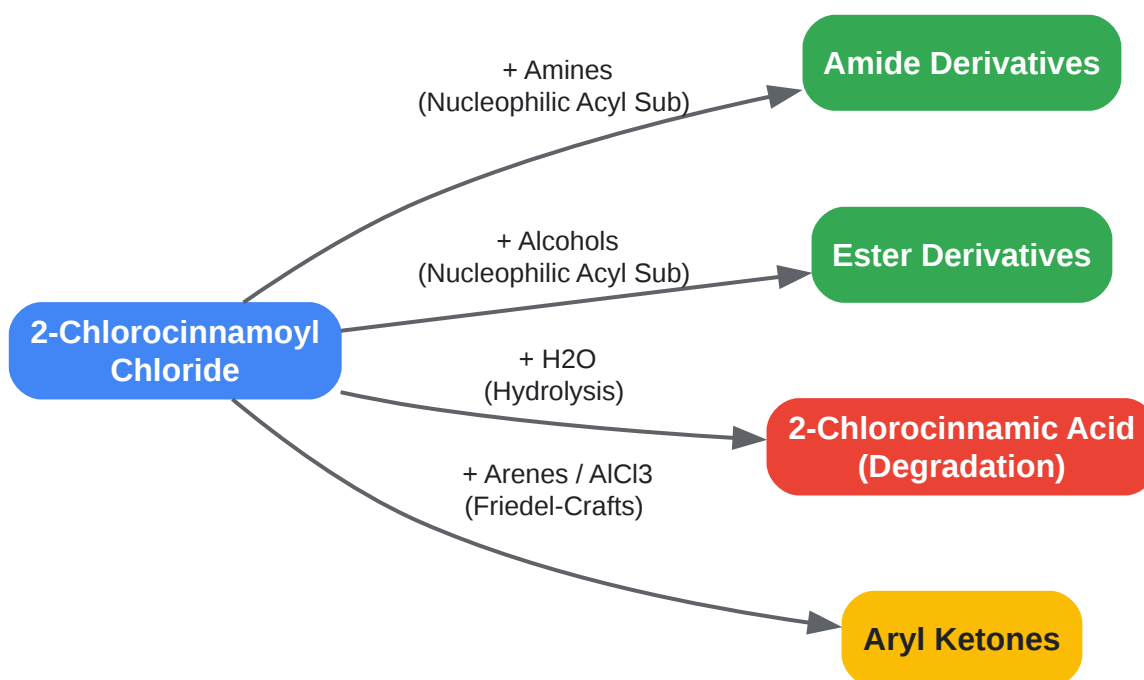 + Amines
(Nucleophilic Acyl Sub)
Amide Derivatives
+ Alcohols
(Nucleophilic Acyl Sub)
Ester Derivatives
2-Chlorocinnamoyl
Chloride
+ H2O
(Hydrolysis)
2-Chlorocinnamic Acid
(Degradation)
+ Arenes / AlCl3
(Friedel-Crafts)
Aryl Ketones